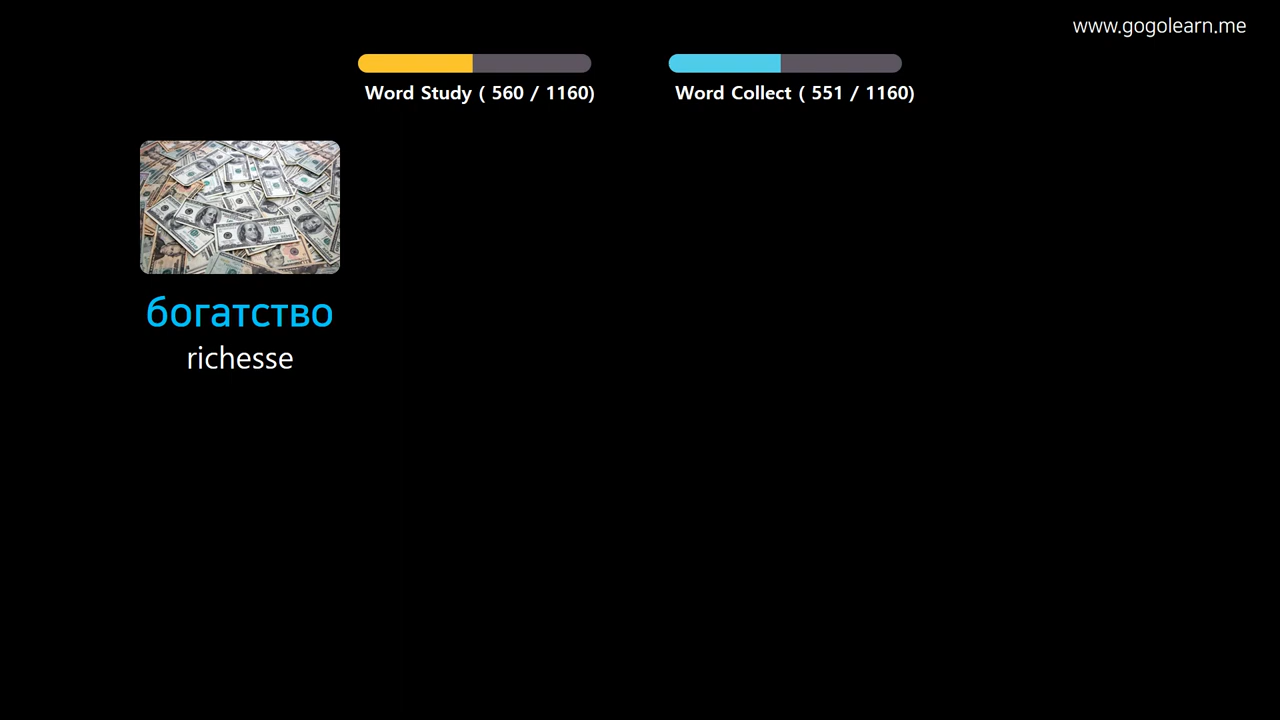 www.gogolearn.me
Word Study ( 560 / 1160)
Word Collect ( 551 / 1160)
богатство
richesse